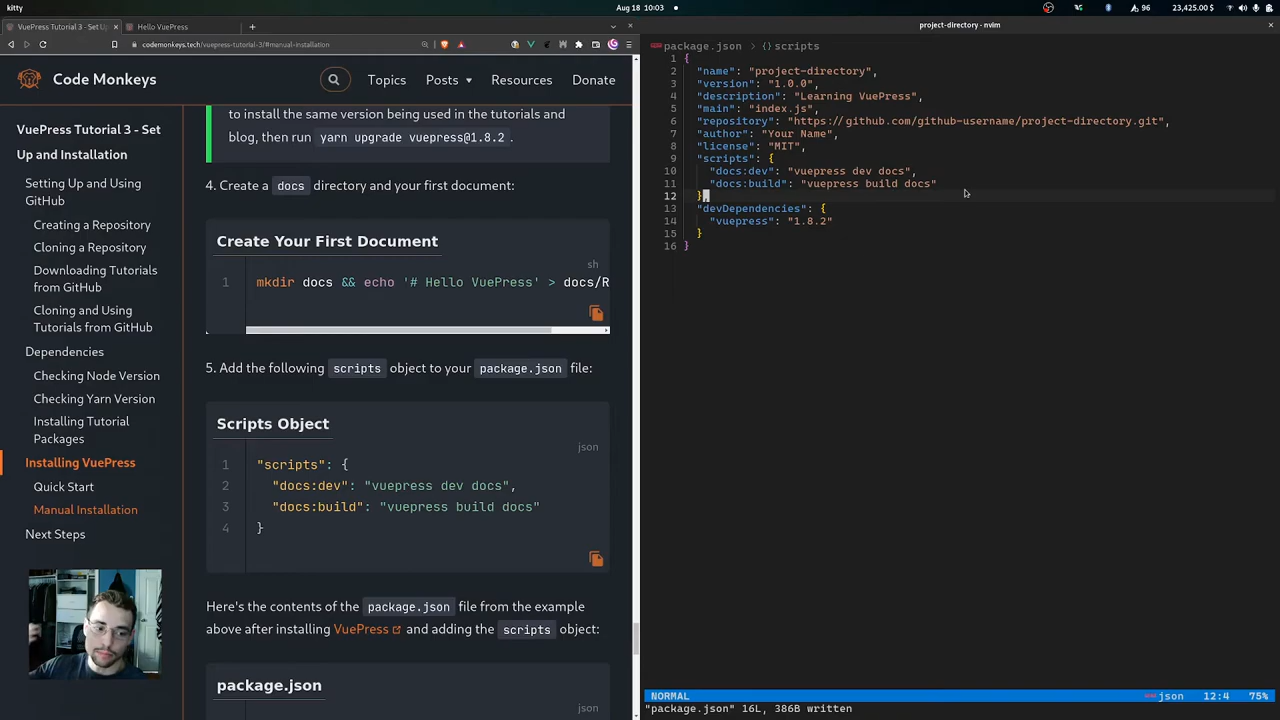 kitty
Aug 18 10:03
96
23,425.00
VuePress Tutorial 3 - Set Up
Hello VuePress
project-directory - nvim
codemonkeys.tech/vuepress-tutorial-3/#manual-installation
Code Monkeys
Topics
Posts
Resources
Donate
VuePress Tutorial 3 - Set Up and Installation
Setting Up and Using GitHub
Creating a Repository
Cloning a Repository
Downloading Tutorials from GitHub
Cloning and Using Tutorials from GitHub
Dependencies
Checking Node Version
Checking Yarn Version
Installing Tutorial Packages
Installing VuePress
Quick Start
Manual Installation
Next Steps
to install the same version being used in the tutorials and
blog, then run yarn upgrade vuepress@1.8.2 .
4. Create a docs directory and your first document:
Create Your First Document
sh
1 mkdir docs && echo '# Hello VuePress' > docs/R
5. Add the following scripts object to your package.json file:
Scripts Object
json
1 "scripts": {
2 "docs:dev": "vuepress dev docs",
3 "docs:build": "vuepress build docs"
4 }
Here's the contents of the package.json file from the example
above after installing VuePress and adding the scripts object:
package.json
json
package.json > {} scripts
1 {
2 "name": "project-directory",
3 "version": "1.0.0",
4 "description": "Learning VuePress",
5 "main": "index.js",
6 "repository": "https://github.com/github-username/project-directory.git",
7 "author": "Your Name",
8 "license": "MIT",
9 "scripts": {
10 "docs:dev": "vuepress dev docs",
11 "docs:build": "vuepress build docs"
12 },
13 "devDependencies": {
14 "vuepress": "1.8.2"
15 }
16 }
NORMAL
json 12:4 75%
"package.json" 16L, 386B written